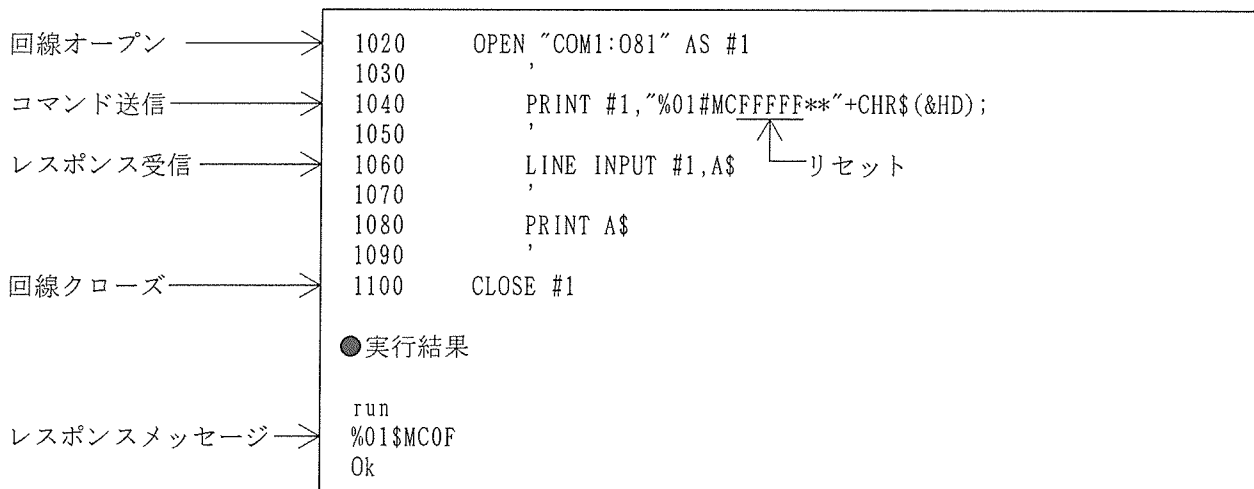 回線オープン 1020 OPEN "COM1:O81" AS #1
1030 '
コマンド送信 1040 PRINT #1,"%01#MCFFFFF**"+CHR$(&HD);
1050 '
レスポンス受信 1060 LINE INPUT #1,A$ リセット
1070 '
1080 PRINT A$
1090 '
回線クローズ 1100 CLOSE #1
●実行結果
run
レスポンスメッセージ %01$MC0F
Ok